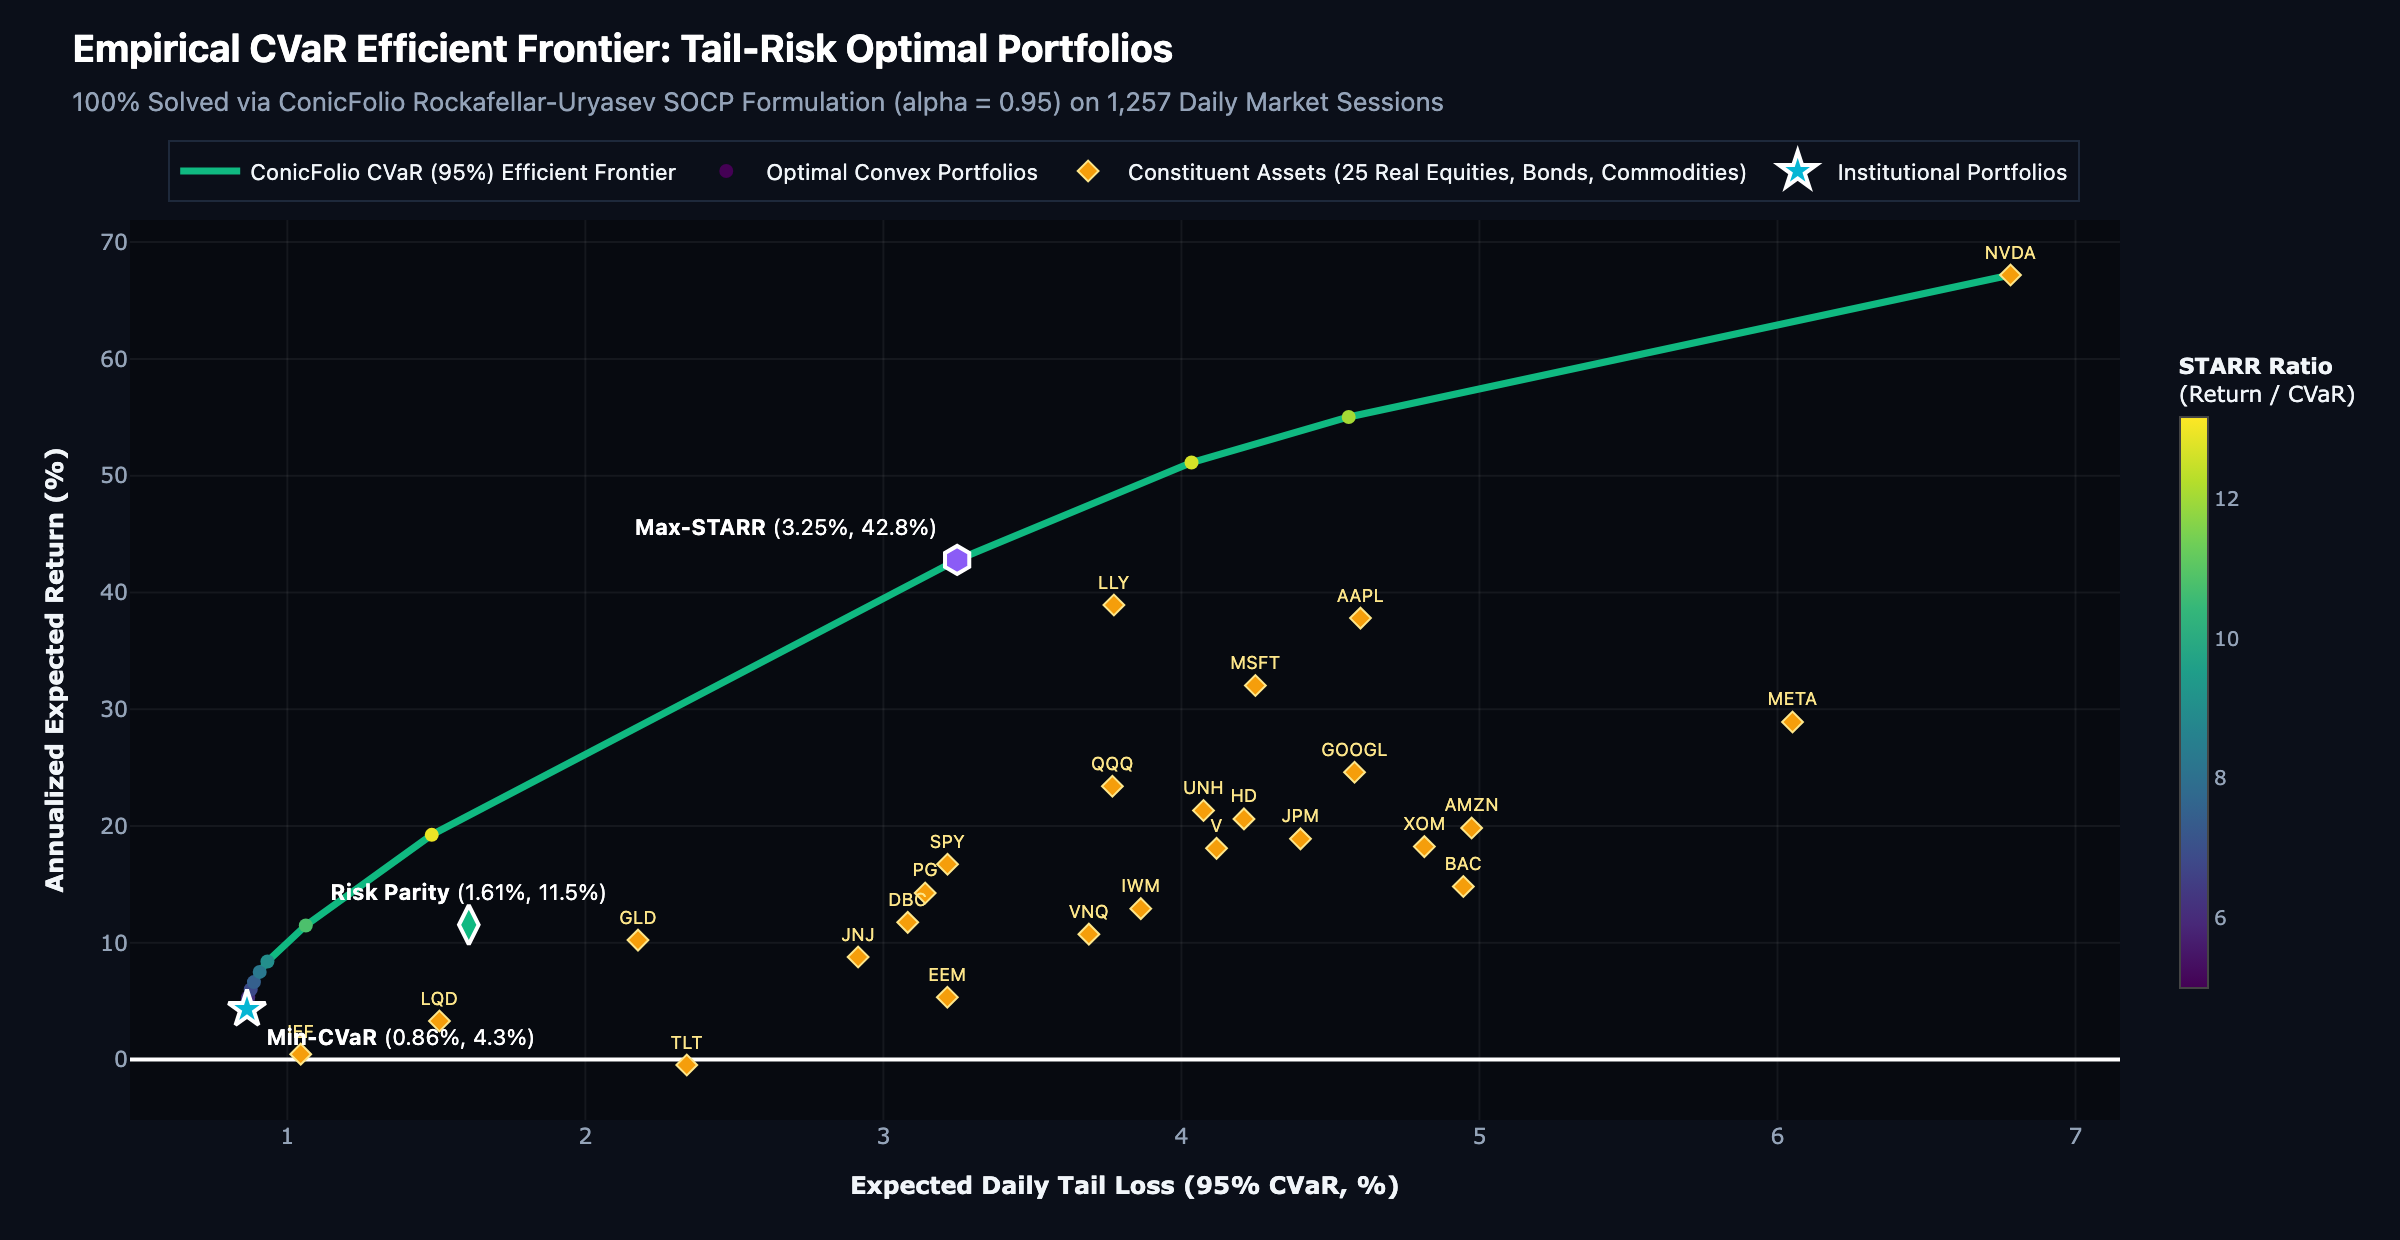 Empirical CVaR Efficient Frontier: Tail-Risk Optimal Portfolios
100% Solved via ConicFolio Rockafellar-Uryasev SOCP Formulation (alpha = 0.95) on 1,257 Daily Market Sessions
ConicFolio CVaR (95%) Efficient Frontier
Optimal Convex Portfolios
Constituent Assets (25 Real Equities, Bonds, Commodities)
Institutional Portfolios
70
60
50
40
30
20
10
0
Annualized Expected Return (%)
NVDA
Max-STARR (3.25%, 42.8%)
LLY
AAPL
MSFT
META
GOOGL
QQQ
UNH
HD
AMZN
JPM
XOM
V
SPY
BAC
PG
IWM
Risk Parity (1.61%, 11.5%)
DBC
VNQ
GLD
JNJ
EEM
LQD
IEF
Min-CVaR (0.86%, 4.3%)
TLT
1
2
3
4
5
6
7
Expected Daily Tail Loss (95% CVaR, %)
STARR Ratio
(Return / CVaR)
12
10
8
6